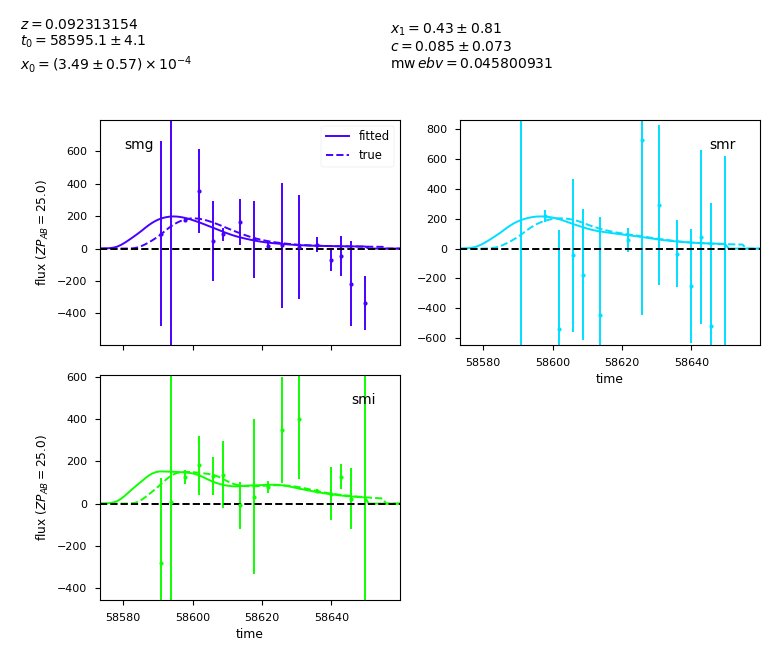 z = 0.092313154
t₀ = 58595.1 ± 4.1
x₀ = (3.49 ± 0.57) × 10⁻⁴
x₁ = 0.43 ± 0.81
c = 0.085 ± 0.073
mw ebv = 0.045800931
smg
fitted
true
600
400
200
0
−200
−400
flux (ZP_AB = 25.0)
smr
800
600
400
200
0
−200
−400
−600
58580 58600 58620 58640
time
smi
600
400
200
0
−200
−400
flux (ZP_AB = 25.0)
58580 58600 58620 58640
time